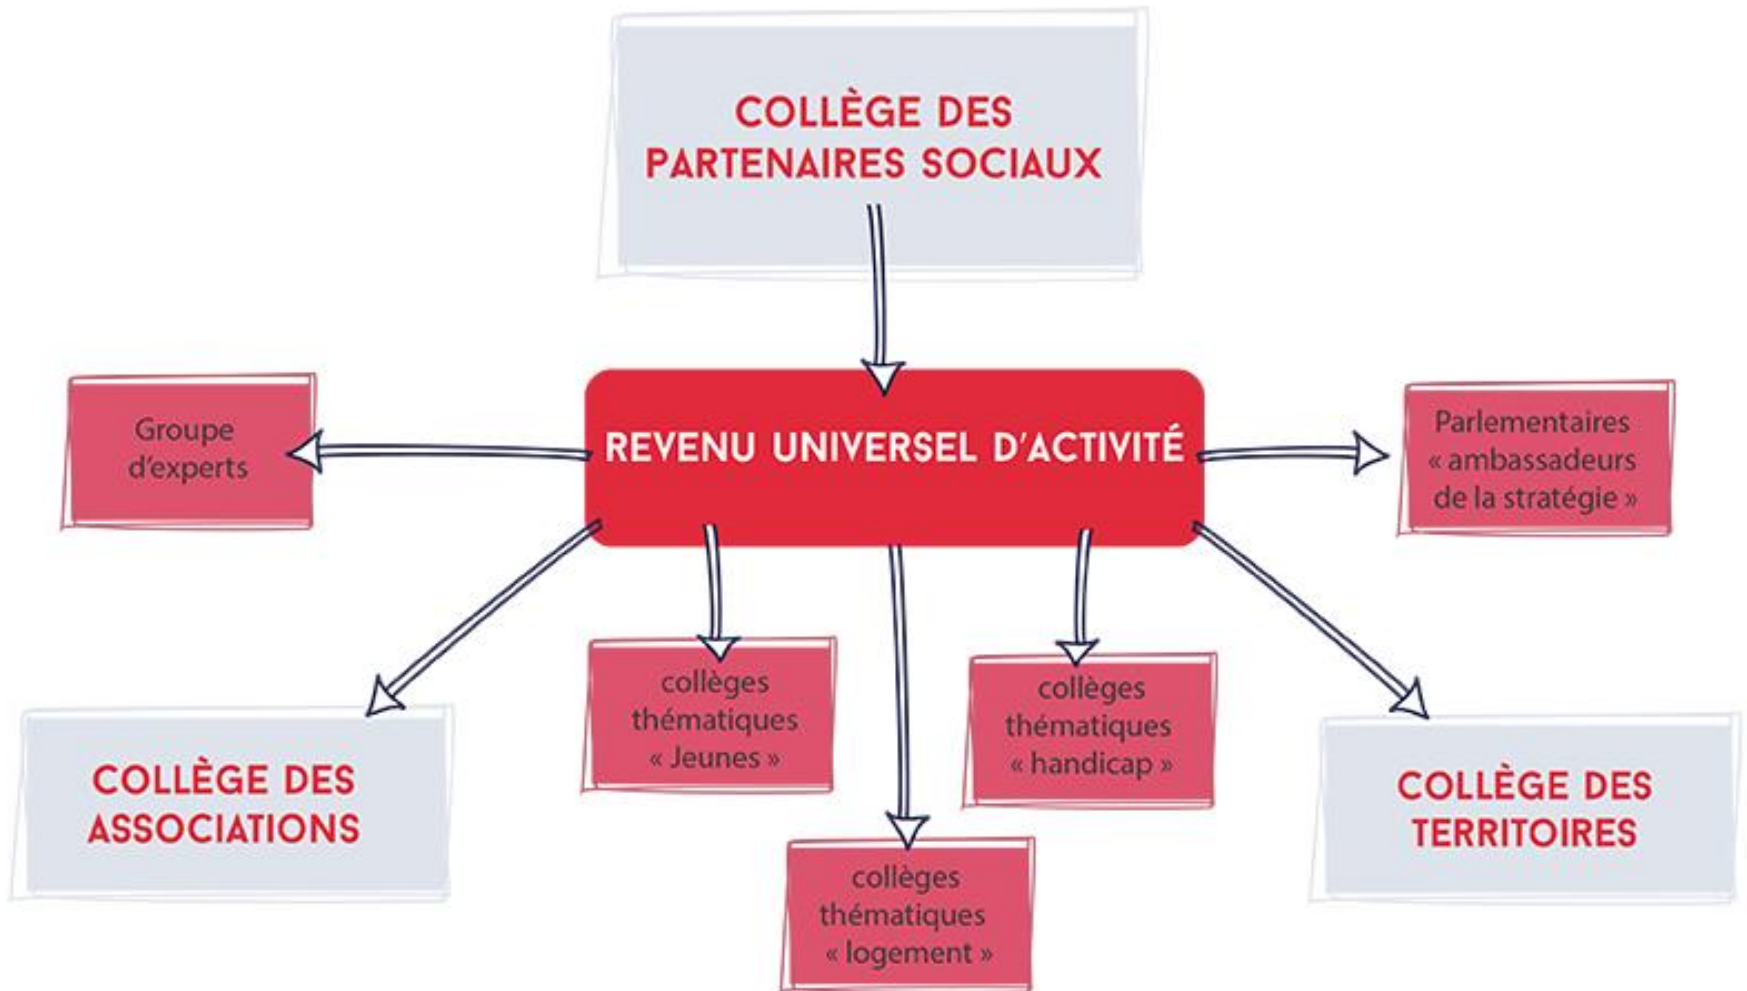 COLLÈGE DES
PARTENAIRES SOCIAUX
Groupe
d'experts
REVENU UNIVERSEL D'ACTIVITÉ
Parlementaires
« ambassadeurs
de la stratégie »
COLLÈGE DES
ASSOCIATIONS
collèges
thématiques
« Jeunes »
collèges
thématiques
« logement »
collèges
thématiques
« handicap »
COLLÈGE DES
TERRITOIRES